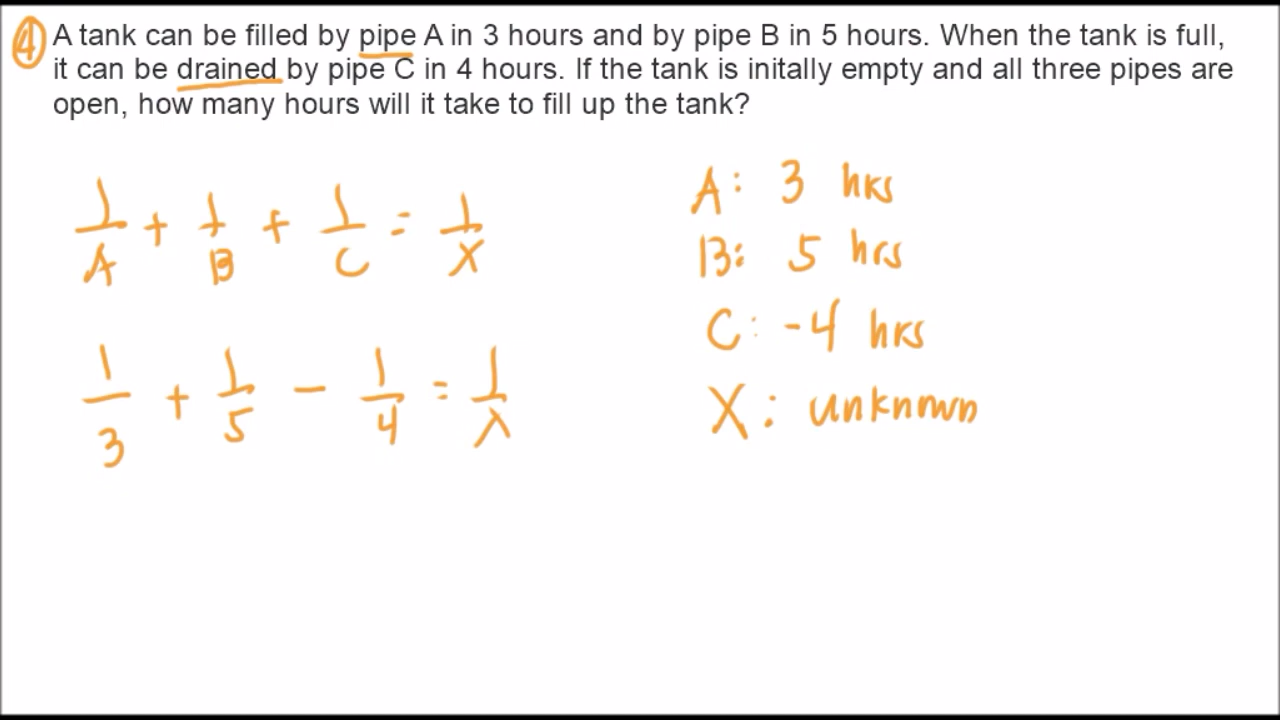 ④ A tank can be filled by pipe A in 3 hours and by pipe B in 5 hours. When the tank is full,
it can be drained by pipe C in 4 hours. If the tank is initally empty and all three pipes are
open, how many hours will it take to fill up the tank?
1/A + 1/B + 1/C = 1/X
1/3 + 1/5 - 1/4 = 1/X
A: 3 hrs
B: 5 hrs
C: -4 hrs
X: unknown